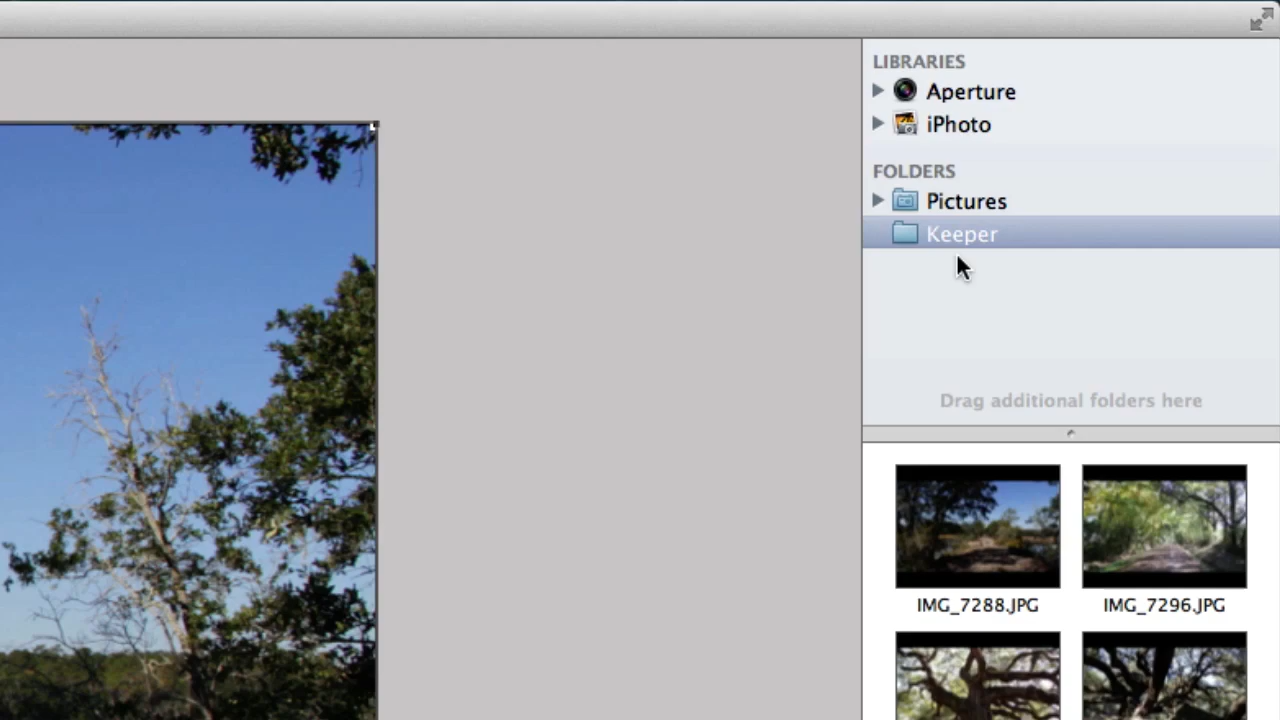 LIBRARIES
Aperture
iPhoto
FOLDERS
Pictures
Keeper
Drag additional folders here
IMG_7288.JPG IMG_7296.JPG